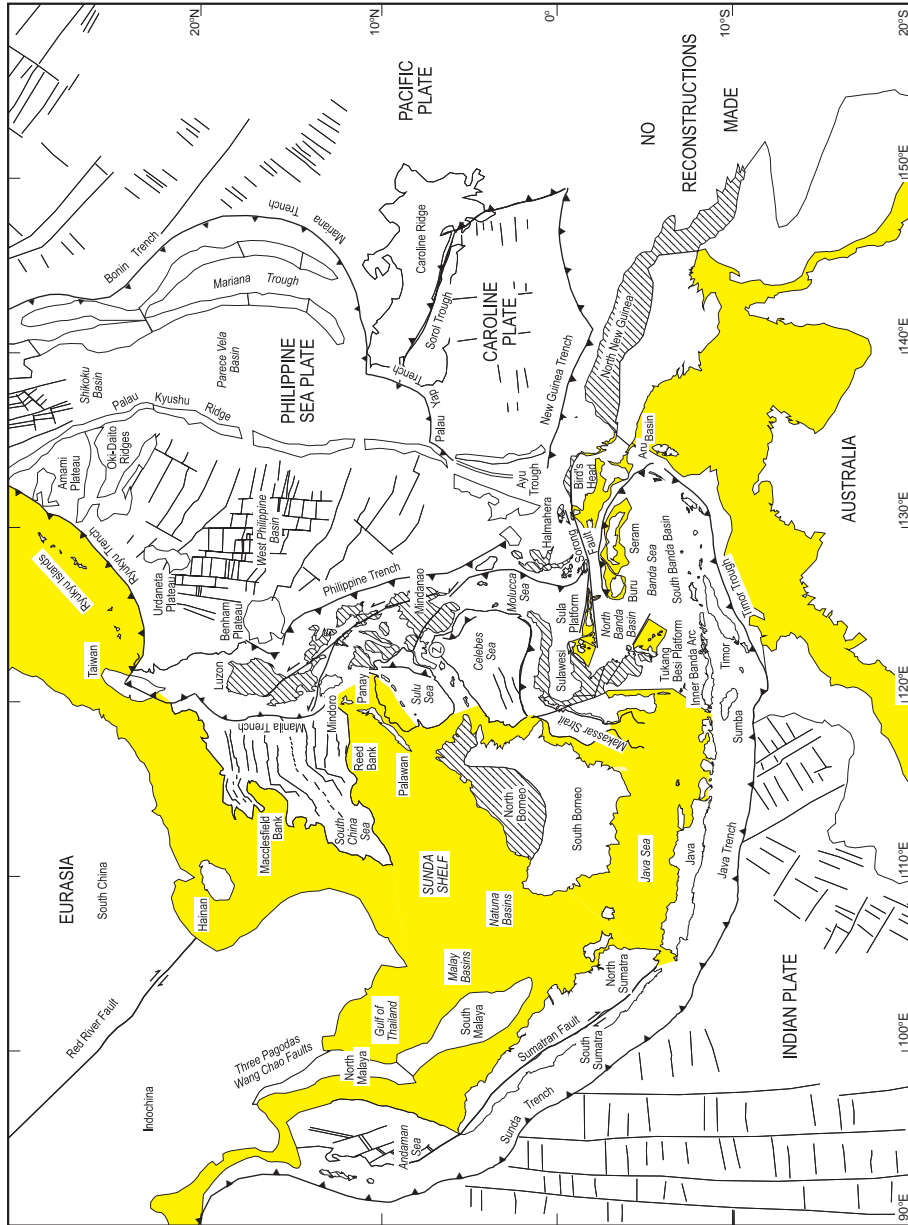 20°N
10°N
0°
10°S
20°S
90°E
100°E
110°E
120°E
130°E
140°E
150°E
EURASIA
South China
Indochina
Red River Fault
Hainan
Taiwan
Ryukyu Islands
Ryukyu Trench
Amami
Plateau
Oki-Daito
Ridges
Urdaneta
Plateau
Benham
Plateau
West Philippine
Basin
Shikoku
Basin
Palau
Kyushu
Ridge
Parece Vela
Basin
PHILIPPINE
SEA PLATE
Bonin Trench
Mariana
Trough
Mariana
Trench
PACIFIC
PLATE
Caroline Ridge
Sorol Trough
CAROLINE
PLATE
Yap
Trench
Palau
Ayu
Trough
New Guinea Trench
North New Guinea
NO
RECONSTRUCTIONS
MADE
Macclesfield
Bank
South
China
Sea
Manila Trench
Luzon
Mindoro
Reed
Bank
Panay
Palawan
Sulu
Sea
Philippine Trench
Mindanao
Z
Celebes
Sea
Molucca
Sea
Halmahera
Sorong
Fault
Bird's
Head
Aru
Basin
Three Pagodas
Wang Chao Faults
Gulf of
Thailand
North
Malaya
South
Malaya
Malay
Basins
Natuna
Basins
SUNDA
SHELF
Andaman
Sea
North
Borneo
South Borneo
Makassar Strait
Sulawesi
Sula
Platform
North
Banda
Basin
Buru
Seram
Banda Sea
South Banda Basin
Tukang
Besi Platform
Inner Banda Arc
Timor
Timor Trough
Sumba
Java Sea
Java
Java Trench
North
Sumatra
Sumatran Fault
South
Sumatra
Sunda
Trench
INDIAN PLATE
AUSTRALIA